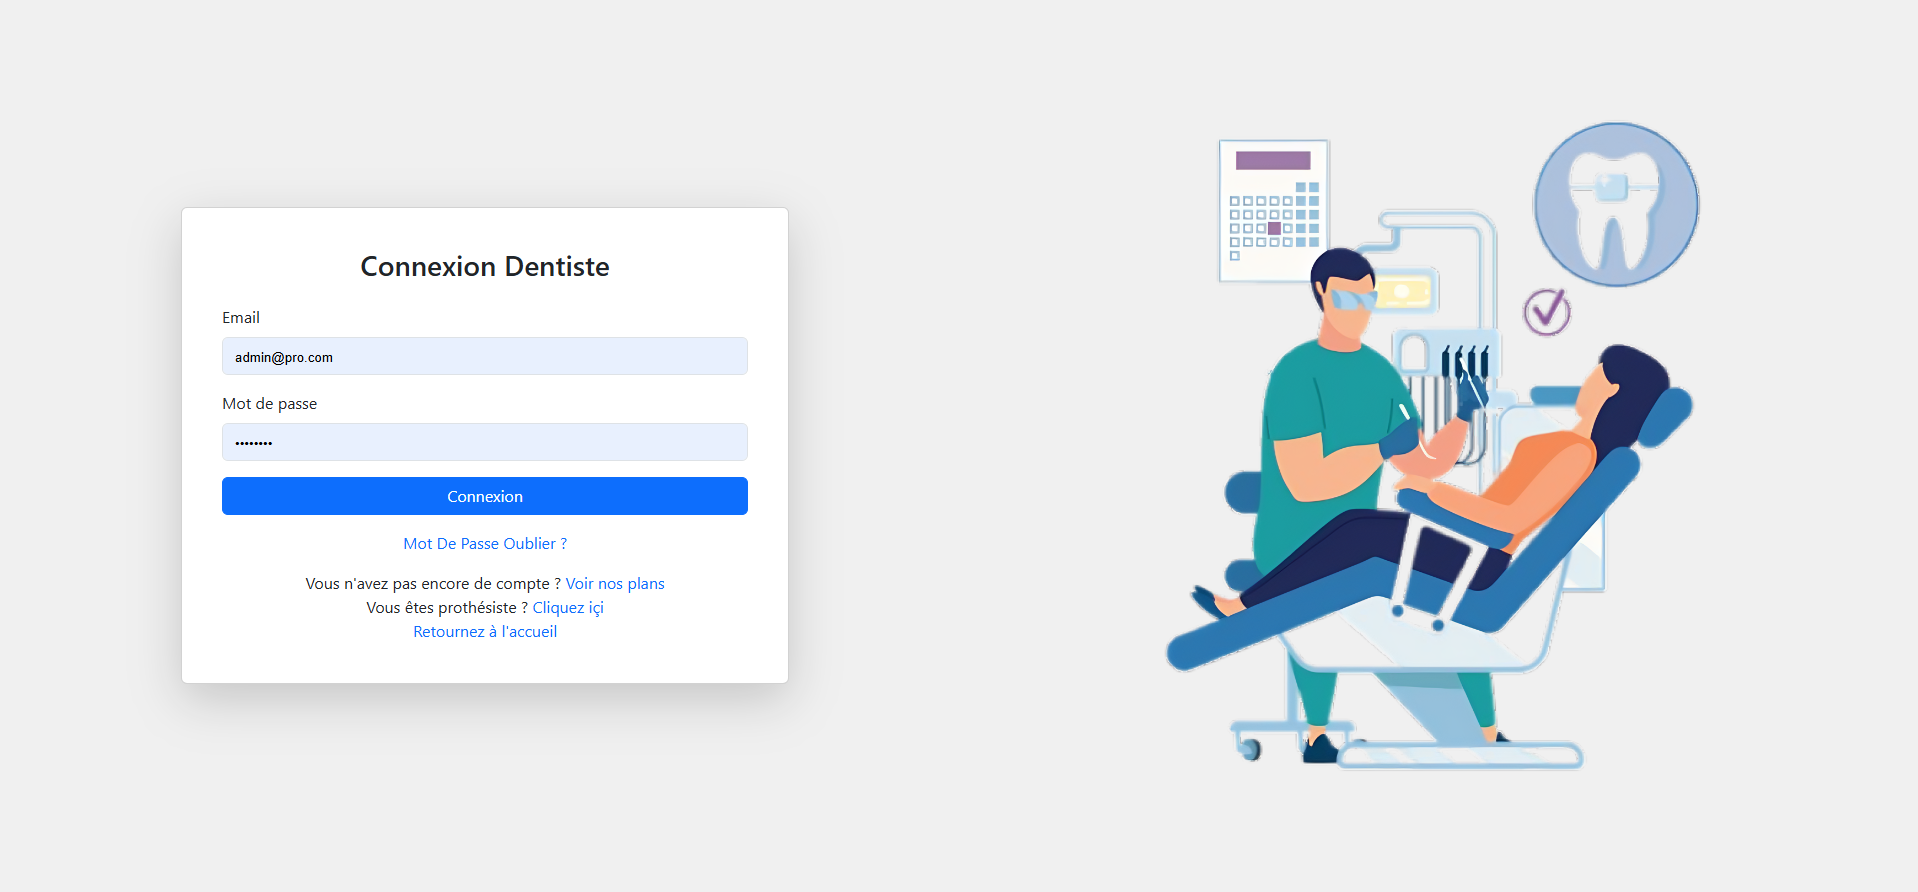 Connexion Dentiste
Email
admin@pro.com
Mot de passe
••••••••
Connexion
Mot De Passe Oublier ?
Vous n'avez pas encore de compte ? Voir nos plans
Vous êtes prothésiste ? Cliquez içi
Retournez à l'accueil